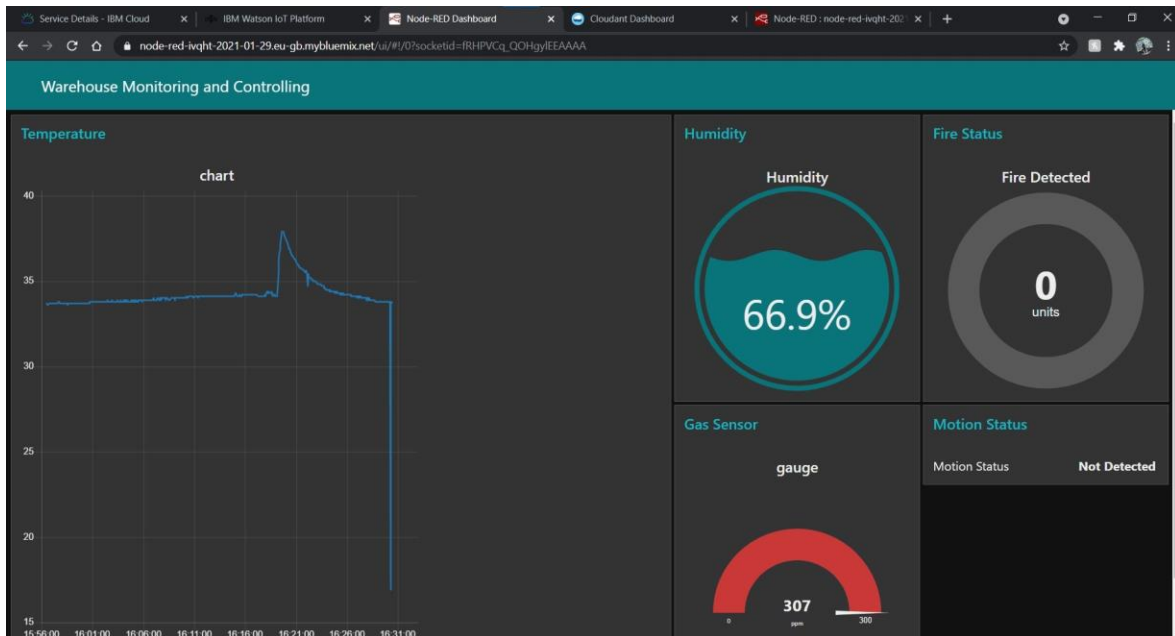 Service Details - IBM Cloud
IBM Watson IoT Platform
Node-RED Dashboard
Cloudant Dashboard
Node-RED : node-red-ivqht-202
node-red-ivqht-2021-01-29.eu-gb.mybluemix.net/ui/#!/0?socketid=fRHPVCq_QOHgylEEAAAA
Warehouse Monitoring and Controlling
Temperature
chart
40
35
30
25
20
15
15:56:00 16:01:00 16:06:00 16:11:00 16:16:00 16:21:00 16:26:00 16:31:00
Humidity
Humidity
66.9%
Fire Status
Fire Detected
0
units
Gas Sensor
gauge
307
ppm
0 300
Motion Status
Motion Status Not Detected